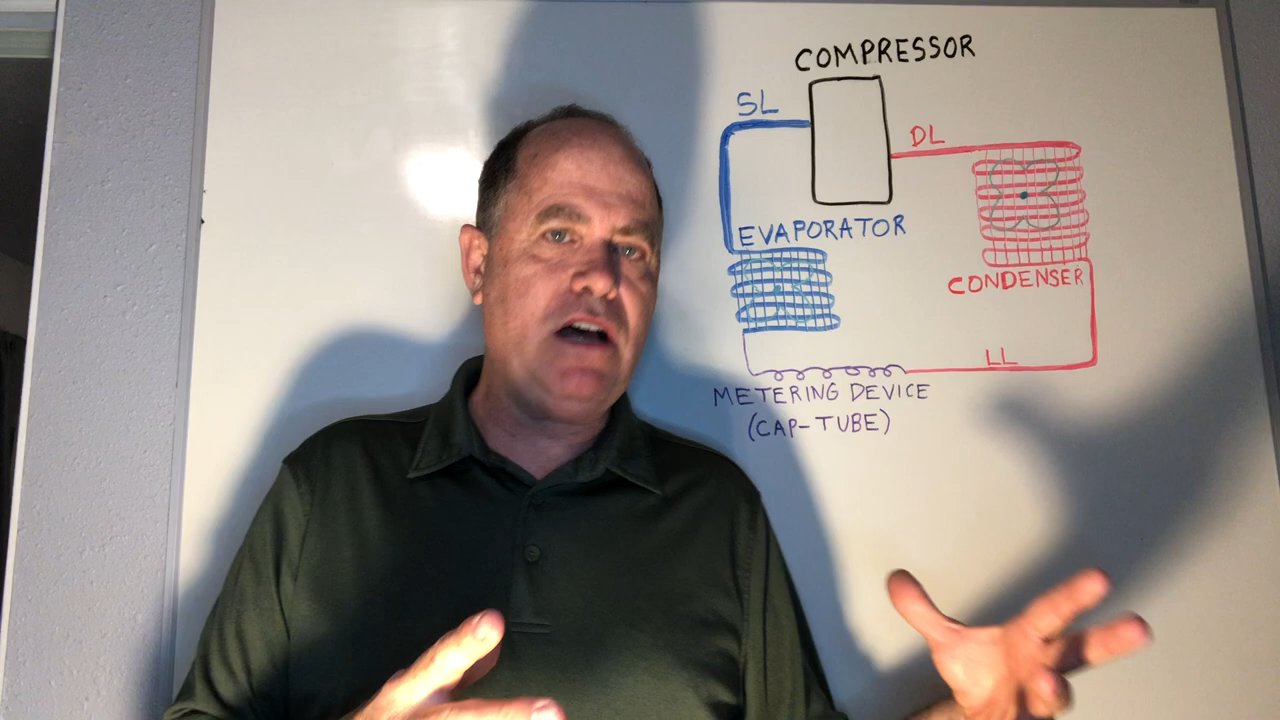 COMPRESSOR
SL
DL
EVAPORATOR
CONDENSER
LL
METERING DEVICE
(CAP-TUBE)